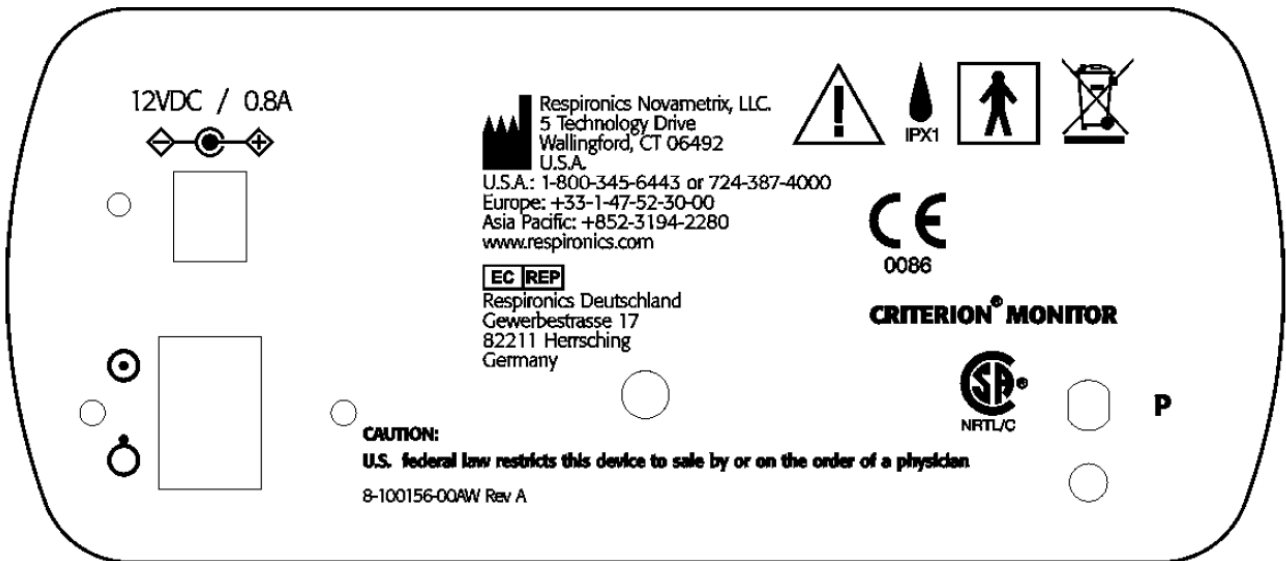 12VDC / 0.8A
Respironics Novametrix, LLC.
5 Technology Drive
Wallingford, CT 06492
U.S.A.
U.S.A.: 1-800-345-6443 or 724-387-4000
Europe: +33-1-47-52-30-00
Asia Pacific: +852-3194-2280
www.respironics.com
EC REP
Respironics Deutschland
Gewerbestrasse 17
82211 Herrsching
Germany
IPX1
CE
0086
CRITERION® MONITOR
CSA®
NRTL/C
P
CAUTION:
U.S. federal law restricts this device to sale by or on the order of a physician
8-100156-00AW Rev A